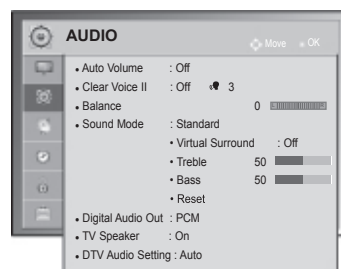 AUDIO
Move OK
• Auto Volume : Off
• Clear Voice II : Off 3
• Balance 0
• Sound Mode : Standard
• Virtual Surround : Off
• Treble 50
• Bass 50
• Reset
• Digital Audio Out : PCM
• TV Speaker : On
• DTV Audio Setting : Auto